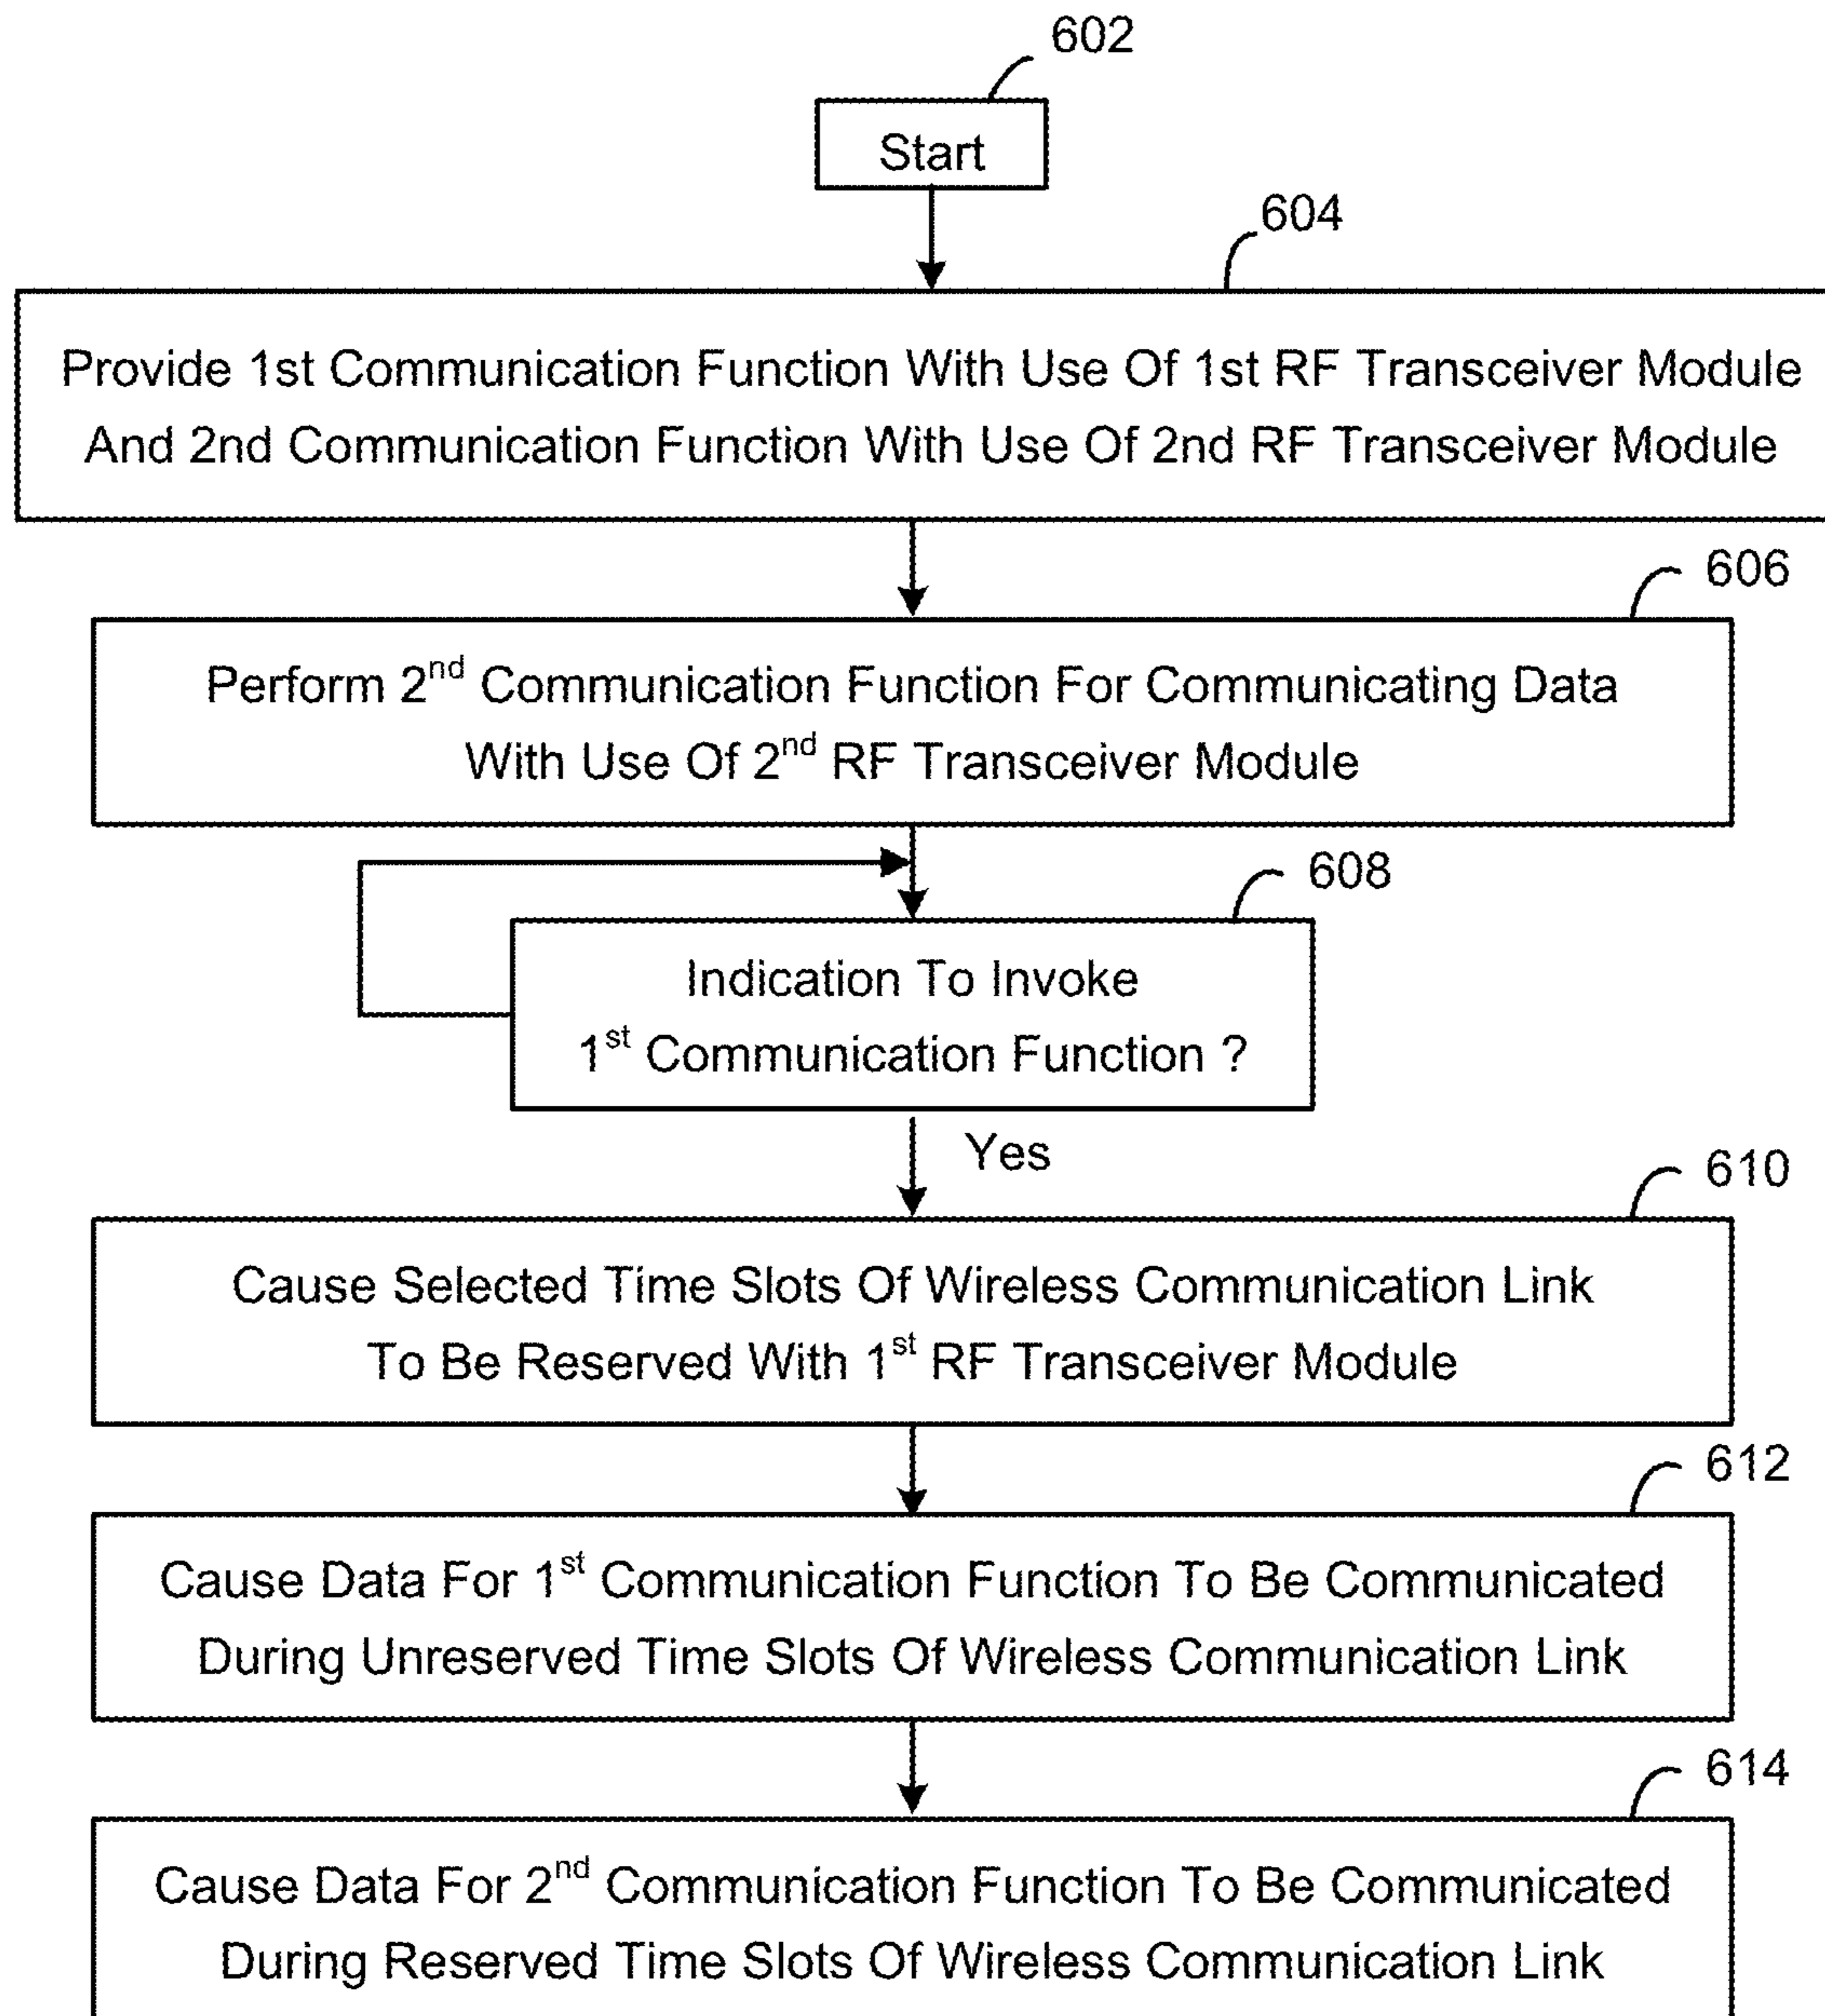 602
Start
604
Provide 1st Communication Function With Use Of 1st RF Transceiver Module
And 2nd Communication Function With Use Of 2nd RF Transceiver Module
606
Perform 2nd Communication Function For Communicating Data
With Use Of 2nd RF Transceiver Module
608
Indication To Invoke
1st Communication Function ?
Yes
610
Cause Selected Time Slots Of Wireless Communication Link
To Be Reserved With 1st RF Transceiver Module
612
Cause Data For 1st Communication Function To Be Communicated
During Unreserved Time Slots Of Wireless Communication Link
614
Cause Data For 2nd Communication Function To Be Communicated
During Reserved Time Slots Of Wireless Communication Link